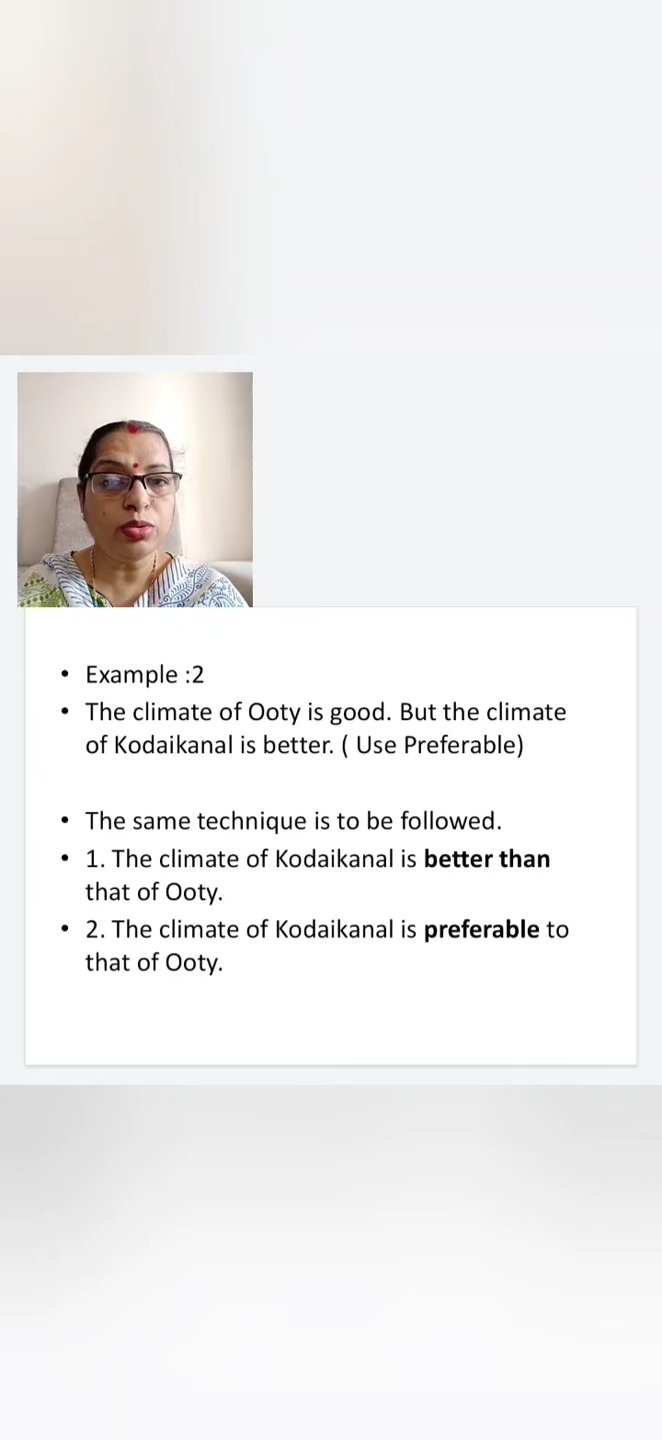 • Example :2
• The climate of Ooty is good. But the climate
of Kodaikanal is better. ( Use Preferable)
• The same technique is to be followed.
• 1. The climate of Kodaikanal is better than
that of Ooty.
• 2. The climate of Kodaikanal is preferable to
that of Ooty.